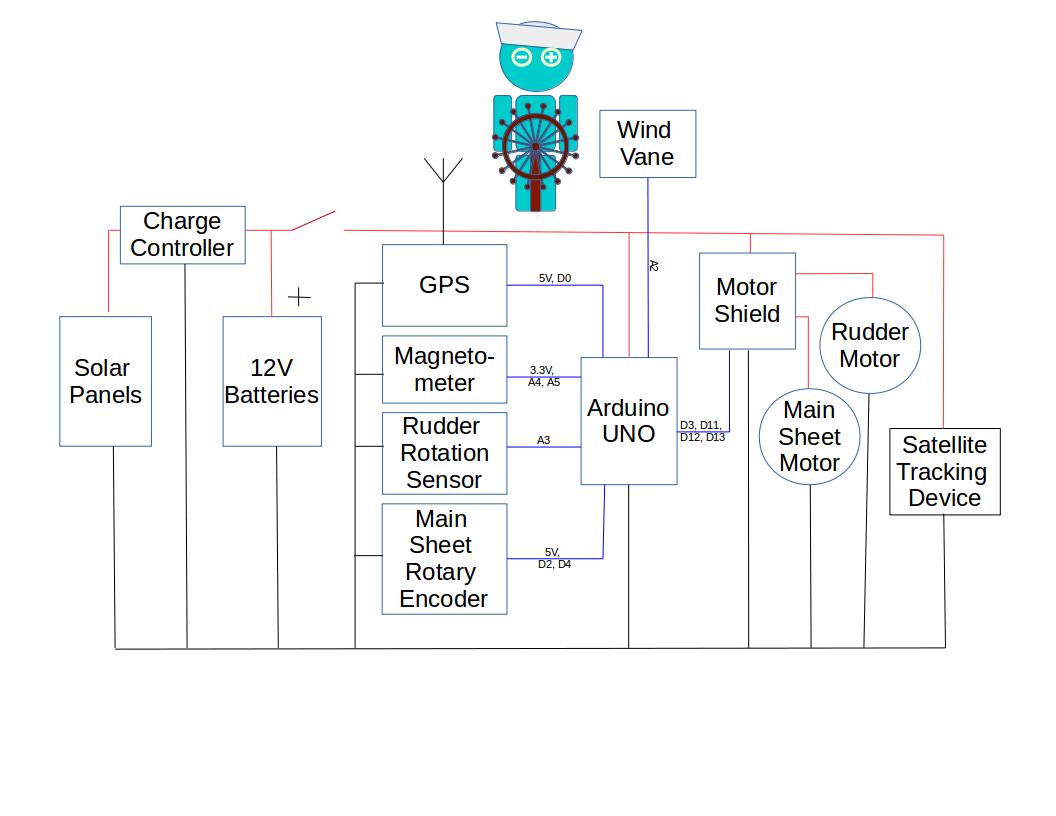 Wind
Vane
Charge
Controller
A2
GPS
5V, D0
Motor
Shield
Rudder
Motor
Solar
Panels
12V
Batteries
Magneto-
meter
3.3V,
A4, A5
Arduino
UNO
Rudder
Rotation
Sensor
A3
D3, D11,
D12, D13
Main
Sheet
Motor
Satellite
Tracking
Device
Main
Sheet
Rotary
Encoder
5V,
D2, D4